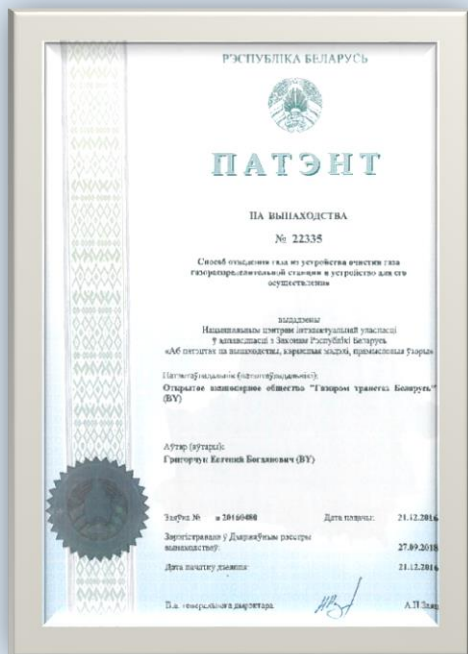 РЭСПУБЛІКА БЕЛАРУСЬ
ПАТЭНТ
НА ВЫНАХОДСТВА
№ 22335
Способ отведения газа из устройства очистки газа
газораспределительной станции и устройство для его
осуществления
выдадзены
Нацыянальным цэнтрам інтэлектуальнай уласнасці
ў адпаведнасці з Законам Рэспублікі Беларусь
«Аб патэнтах на вынаходствы, карысныя мадэлі, прамысловыя ўзоры»
Патэнтаўладальнік (патэнтаўладальнікі):
Открытое акционерное общество "Газпром трансгаз Беларусь"
(BY)
Аўтар (аўтары):
Григорчук Евгений Богданович (BY)
Заяўка № a 20160480 Дата падачы: 21.12.2016
Зарэгістравана ў Дзяржаўным рэестры
вынаходстваў: 27.09.2018
Дата пачатку дзеяння: 21.12.2016
В.а. генеральнага дырэктара А.П.